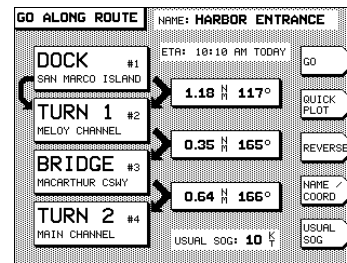 GO ALONG ROUTE
NAME: HARBOR ENTRANCE
ETA: 10:10 AM TODAY
DOCK #1
SAN MARCO ISLAND
1.18 NM 117°
TURN 1 #2
MELOY CHANNEL
0.35 NM 165°
BRIDGE #3
MACARTHUR CSWY
0.64 NM 166°
TURN 2 #4
MAIN CHANNEL
USUAL SOG: 10 KT
GO
QUICK
PLOT
REVERSE
NAME /
COORD
USUAL
SOG